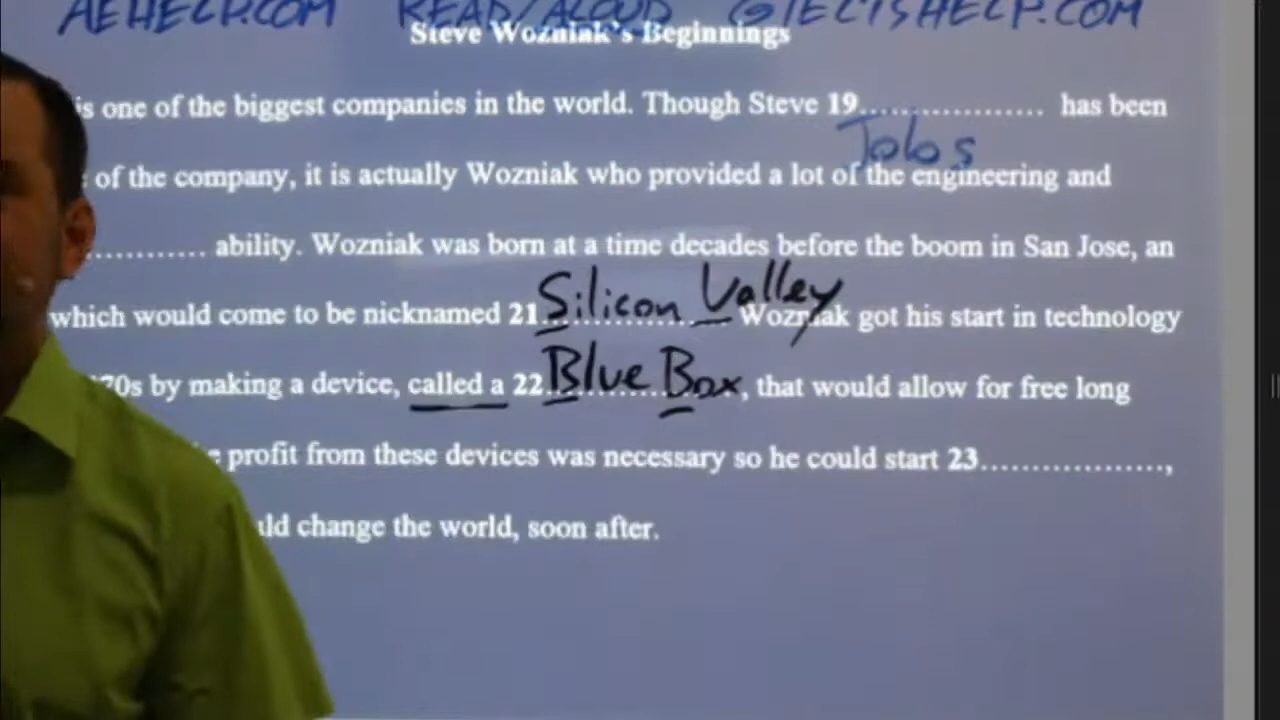 AEHELP.COM READ/ALOUD GIELTSHELP.COM
Steve Wozniak's Beginnings
is one of the biggest companies in the world. Though Steve 19.................. has been
Jobs
of the company, it is actually Wozniak who provided a lot of the engineering and
............ ability. Wozniak was born at a time decades before the boom in San Jose, an
which would come to be nicknamed 21 Silicon Valley Wozniak got his start in technology
70s by making a device, called a 22 Blue Box, that would allow for free long
profit from these devices was necessary so he could start 23..................,
change the world, soon after.